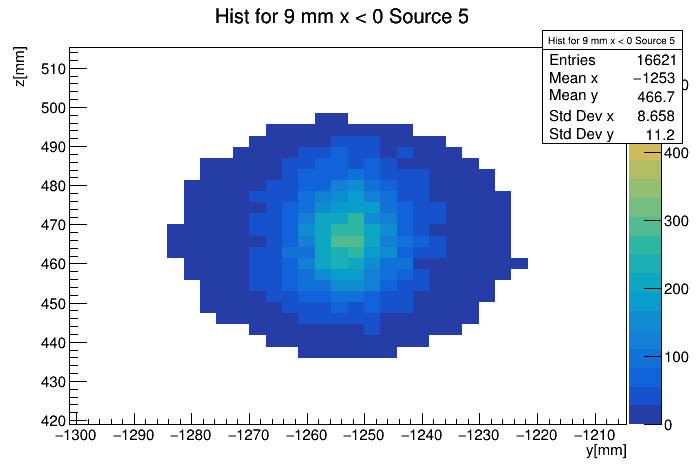 Hist for 9 mm x < 0 Source 5
Hist for 9 mm x < 0 Source 5
Entries 16621
Mean x −1253
Mean y 466.7
Std Dev x 8.658
Std Dev y 11.2
z[mm]
510
500
490
480
470
460
450
440
430
420
−1300 −1290 −1280 −1270 −1260 −1250 −1240 −1230 −1220 −1210
y[mm]
0
400
300
200
100
0